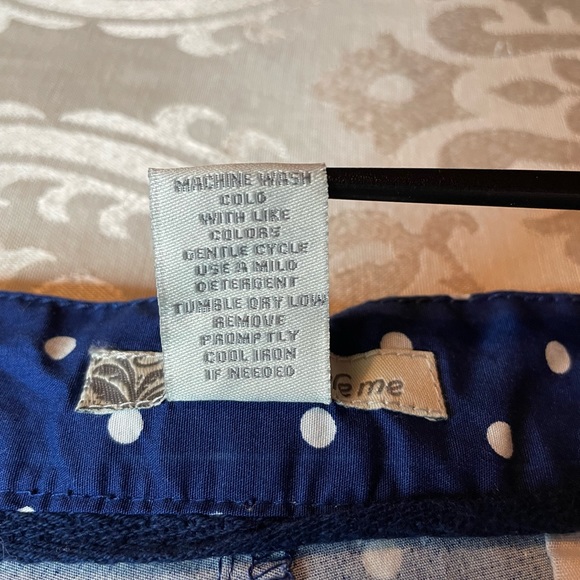 MACHINE WASH
COLD
WITH LIKE
COLORS
GENTLE CYCLE
USE A MILD
DETERGENT
TUMBLE DRY LOW
REMOVE
PROMPTLY
COOL IRON
IF NEEDED
me